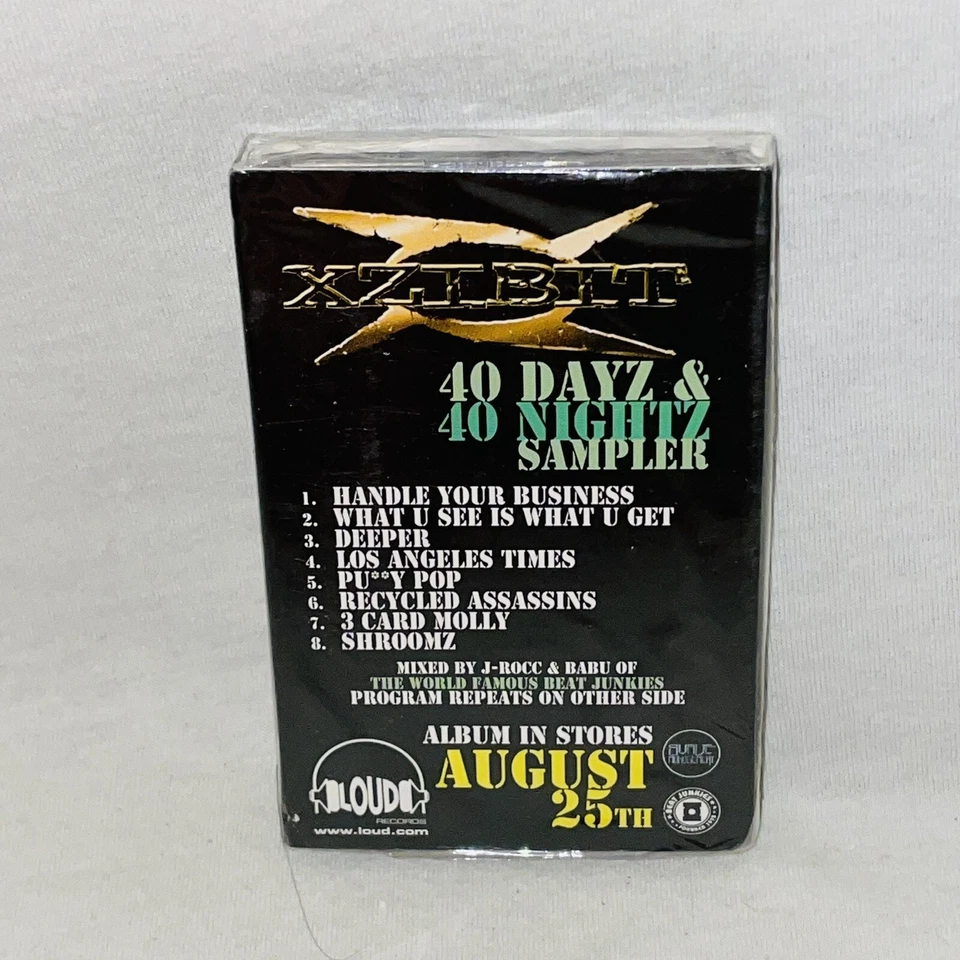 XZIBIT
40 DAYZ &
40 NIGHTZ
SAMPLER
1. HANDLE YOUR BUSINESS
2. WHAT U SEE IS WHAT U GET
3. DEEPER
4. LOS ANGELES TIMES
5. PU**Y POP
6. RECYCLED ASSASSINS
7. 3 CARD MOLLY
8. SHROOMZ
MIXED BY J-ROCC & BABU OF
THE WORLD FAMOUS BEAT JUNKIES
PROGRAM REPEATS ON OTHER SIDE
ALBUM IN STORES
AUGUST
25TH
LOUD
RECORDS
www.loud.com
MANAGEMENT
BEAT JUNKIES